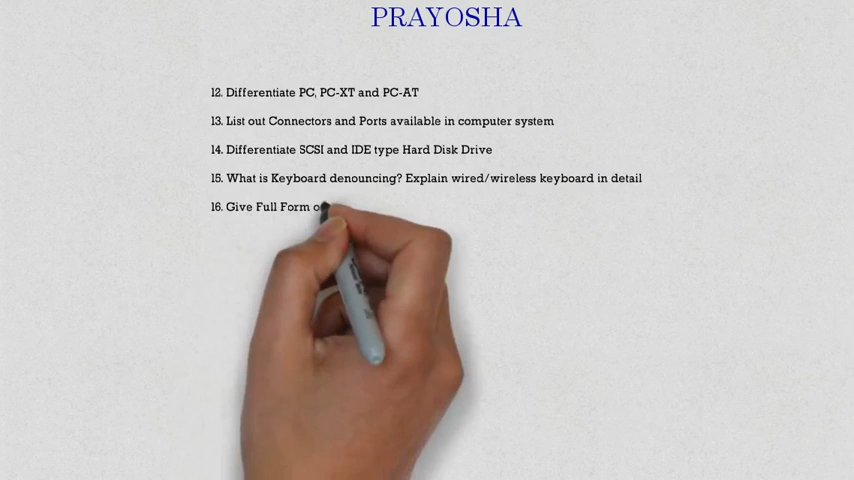 PRAYOSHA
12. Differentiate PC, PC-XT and PC-AT
13. List out Connectors and Ports available in computer system
14. Differentiate SCSI and IDE type Hard Disk Drive
15. What is Keyboard denouncing? Explain wired/wireless keyboard in detail
16. Give Full Form